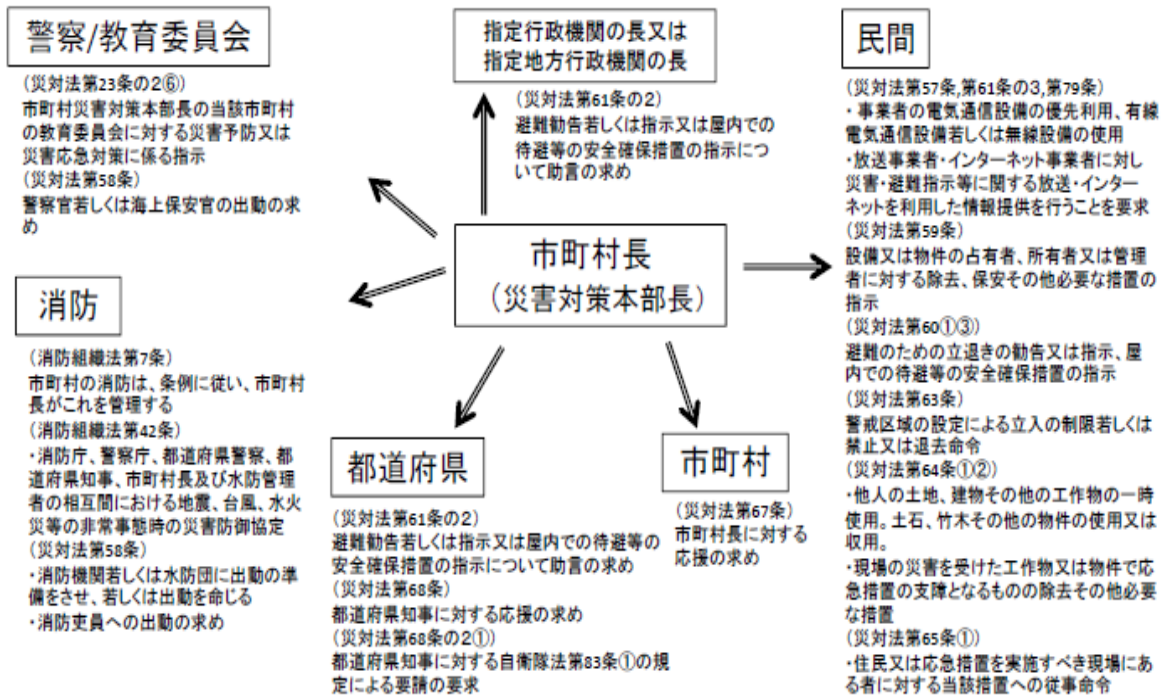 警察/教育委員会
(災対法第23条の2⑥)
市町村災害対策本部長の当該市町村
の教育委員会に対する災害予防又は
災害応急対策に係る指示
(災対法第58条)
警察官若しくは海上保安官の出動の求
め
消防
(消防組織法第7条)
市町村の消防は、条例に従い、市町村
長がこれを管理する
(消防組織法第42条)
・消防庁、警察庁、都道府県警察、都
道府県知事、市町村長及び水防管理
者の相互間における地震、台風、水火
災等の非常事態時の災害防御協定
(災対法第58条)
・消防機関若しくは水防団に出動の準
備をさせ、若しくは出動を命じる
・消防吏員への出動の求め
指定行政機関の長又は
指定地方行政機関の長
(災対法第61条の2)
避難勧告若しくは指示又は屋内での
待避等の安全確保措置の指示につ
いて助言の求め
市町村長
(災害対策本部長)
都道府県
(災対法第61条の2)
避難勧告若しくは指示又は屋内での待避等の
安全確保措置の指示について助言の求め
(災対法第68条)
都道府県知事に対する応援の求め
(災対法第68条の2①)
都道府県知事に対する自衛隊法第83条①の規
定による要請の要求
市町村
(災対法第67条)
市町村長に対する
応援の求め
民間
(災対法第57条,第61条の3,第79条)
・事業者の電気通信設備の優先利用、有線
電気通信設備若しくは無線設備の使用
・放送事業者・インターネット事業者に対し
災害・避難指示等に関する放送・インター
ネットを利用した情報提供を行うことを要求
(災対法第59条)
設備又は物件の占有者、所有者又は管理
者に対する除去、保安その他必要な措置の
指示
(災対法第60①③)
避難のための立退きの勧告又は指示、屋
内での待避等の安全確保措置の指示
(災対法第63条)
警戒区域の設定による立入の制限若しくは
禁止又は退去命令
(災対法第64条①②)
・他人の土地、建物その他の工作物の一時
使用。土石、竹木その他の物件の使用又は
収用。
・現場の災害を受けた工作物又は物件で応
急措置の支障となるものの除去その他必要
な措置
(災対法第65条①)
・住民又は応急措置を実施すべき現場にあ
る者に対する当該措置への従事命令